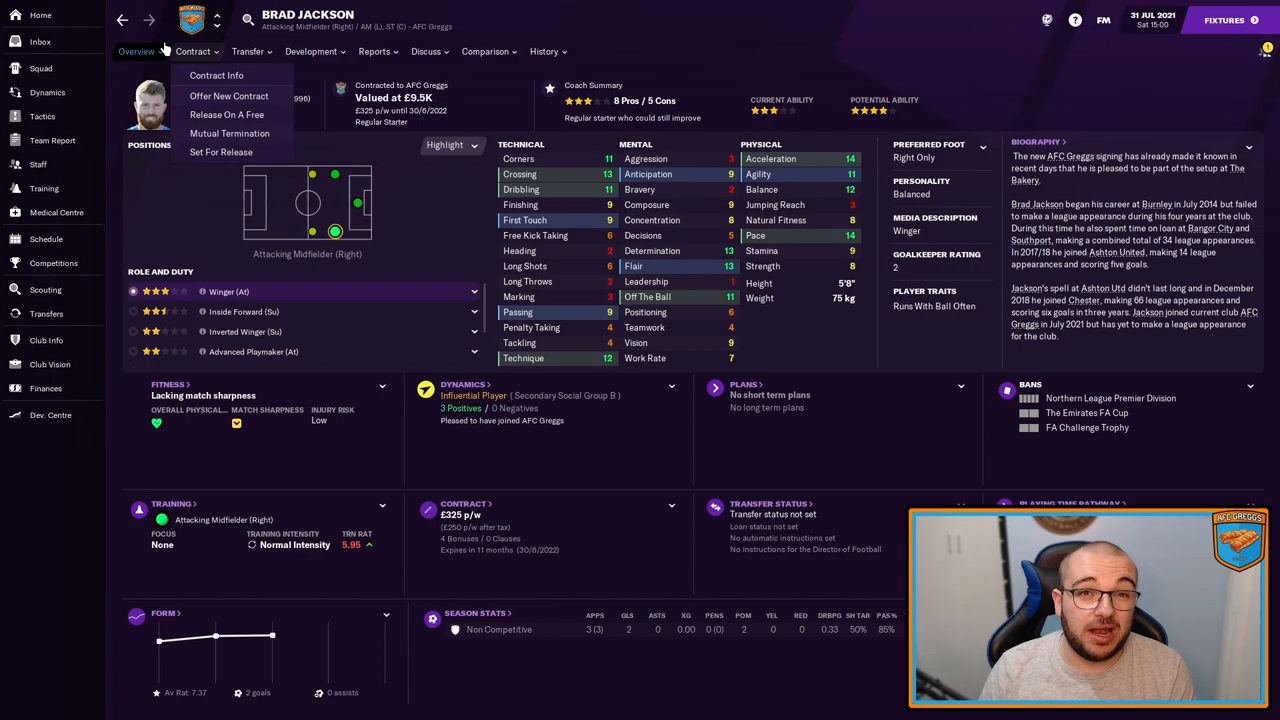 Home
BRAD JACKSON
Attacking Midfielder (Right) / AM (L), ST (C) - AFC Greggs
FM
31 JUL 2021
Sat 15:00
FIXTURES
Inbox
Overview
Contract
Transfer
Development
Reports
Discuss
Comparison
History
1
Squad
Dynamics
Tactics
Team Report
Staff
Training
Medical Centre
Schedule
Competitions
Scouting
Transfers
Club Info
Club Vision
Finances
Dev. Centre
Contract Info
Offer New Contract
Release On A Free
Mutual Termination
Set For Release
996)
Contracted to AFC Greggs
Valued at £9.5K
£325 p/w until 30/6/2022
Regular Starter
Coach Summary
8 Pros / 5 Cons
Regular starter who could still improve
CURRENT ABILITY
POTENTIAL ABILITY
POSITIONS
Highlight
Attacking Midfielder (Right)
ROLE AND DUTY
Winger (At)
Inside Forward (Su)
Inverted Winger (Su)
Advanced Playmaker (At)
TECHNICAL
Corners 11
Crossing 13
Dribbling 11
Finishing 9
First Touch 9
Free Kick Taking 6
Heading 2
Long Shots 6
Long Throws 2
Marking 3
Passing 9
Penalty Taking 4
Tackling 4
Technique 12
MENTAL
Aggression 3
Anticipation 9
Bravery 2
Composure 9
Concentration 8
Decisions 5
Determination 13
Flair 13
Leadership 1
Off The Ball 11
Positioning 6
Teamwork 4
Vision 9
Work Rate 7
PHYSICAL
Acceleration 14
Agility 11
Balance 12
Jumping Reach 3
Natural Fitness 8
Pace 14
Stamina 9
Strength 8
Height 5'8"
Weight 75 kg
PREFERRED FOOT
Right Only
PERSONALITY
Balanced
MEDIA DESCRIPTION
Winger
GOALKEEPER RATING
2
PLAYER TRAITS
Runs With Ball Often
BIOGRAPHY
The new AFC Greggs signing has already made it known in
recent days that he is pleased to be part of the setup at The
Bakery.
Brad Jackson began his career at Burnley in July 2014 but failed
to make a league appearance during his four years at the club.
During this time he also spent time on loan at Bangor City and
Southport, making a combined total of 34 league appearances.
In 2017/18 he joined Ashton United, making 14 league
appearances and scoring five goals.
Jackson's spell at Ashton Utd didn't last long and in December
2018 he joined Chester, making 66 league appearances and
scoring six goals in three years. Jackson joined current club AFC
Greggs in July 2021 but has yet to make a league appearance
for the club.
FITNESS
Lacking match sharpness
OVERALL PHYSICAL...
MATCH SHARPNESS
INJURY RISK
Low
DYNAMICS
Influential Player ( Secondary Social Group B )
3 Positives / 0 Negatives
Pleased to have joined AFC Greggs
PLANS
No short term plans
No long term plans
BANS
Northern League Premier Division
The Emirates FA Cup
FA Challenge Trophy
TRAINING
Attacking Midfielder (Right)
FOCUS
None
TRAINING INTENSITY
Normal Intensity
TRN RAT
5.95
CONTRACT
£325 p/w
(£250 p/w after tax)
4 Bonuses / 0 Clauses
Expires in 11 months (30/6/2022)
TRANSFER STATUS
Transfer status not set
Loan status not set
No automatic instructions set
No instructions for the Director of Football
PLAYING TIME PATHWAY
FORM
Av Rat: 7.37
2 goals
0 assists
SEASON STATS
APPS GLS ASTS XG PENS POM YEL RED DRBPG SH TAR PAS%
Non Competitive 3 (3) 2 0 0.00 0 (0) 2 0 0 0.33 50% 85%
AFC GREGGS